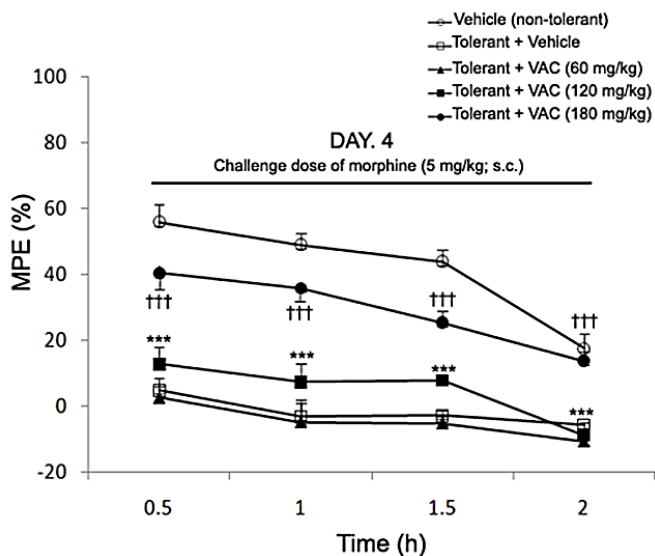 Vehicle (non-tolerant)
Tolerant + Vehicle
Tolerant + VAC (60 mg/kg)
Tolerant + VAC (120 mg/kg)
Tolerant + VAC (180 mg/kg)
100
80
60
40
20
0
-20
MPE (%)
DAY. 4
Challenge dose of morphine (5 mg/kg; s.c.)
†††
†††
†††
†††
***
***
***
***
0.5
1
1.5
2
Time (h)